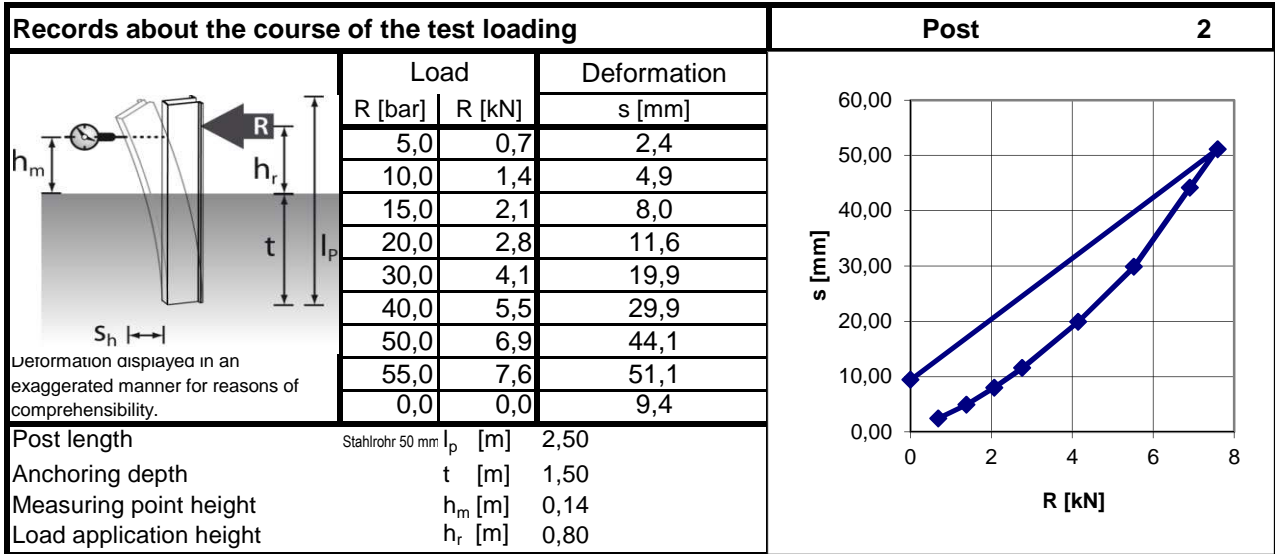 Records about the course of the test loading
Post 2
R
hm
hr
t
lP
Sh
Deformation displayed in an
exaggerated manner for reasons of
comprehensibility.
Load Deformation
R [bar] R [kN] s [mm]
5,0 0,7 2,4
10,0 1,4 4,9
15,0 2,1 8,0
20,0 2,8 11,6
30,0 4,1 19,9
40,0 5,5 29,9
50,0 6,9 44,1
55,0 7,6 51,1
0,0 0,0 9,4
Post length Stahlrohr 50 mm lp [m] 2,50
Anchoring depth t [m] 1,50
Measuring point height hm [m] 0,14
Load application height hr [m] 0,80
60,00
50,00
40,00
30,00
20,00
10,00
0,00
s [mm]
0 2 4 6 8
R [kN]